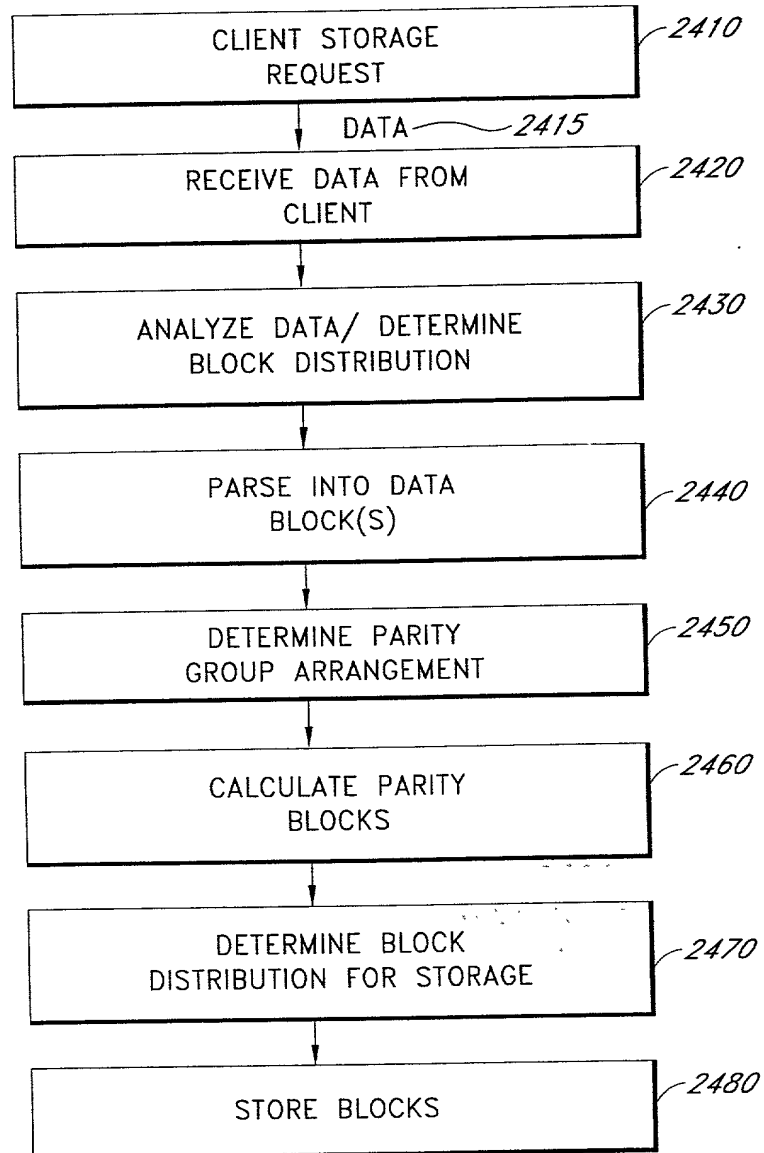 CLIENT STORAGE
REQUEST
2410
DATA
2415
RECEIVE DATA FROM
CLIENT
2420
ANALYZE DATA/ DETERMINE
BLOCK DISTRIBUTION
2430
PARSE INTO DATA
BLOCK(S)
2440
DETERMINE PARITY
GROUP ARRANGEMENT
2450
CALCULATE PARITY
BLOCKS
2460
DETERMINE BLOCK
DISTRIBUTION FOR STORAGE
2470
STORE BLOCKS
2480